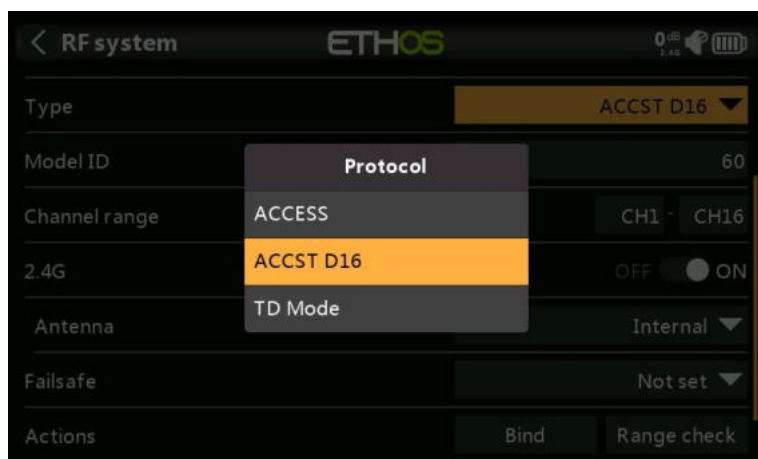 RF system ETHOS 0dB 2.4G
Type ACCST D16
Model ID 60
Protocol
ACCESS
Channel range CH1 - CH16
ACCST D16
2.4G OFF ON
TD Mode
Antenna Internal
Failsafe Not set
Actions Bind Range check